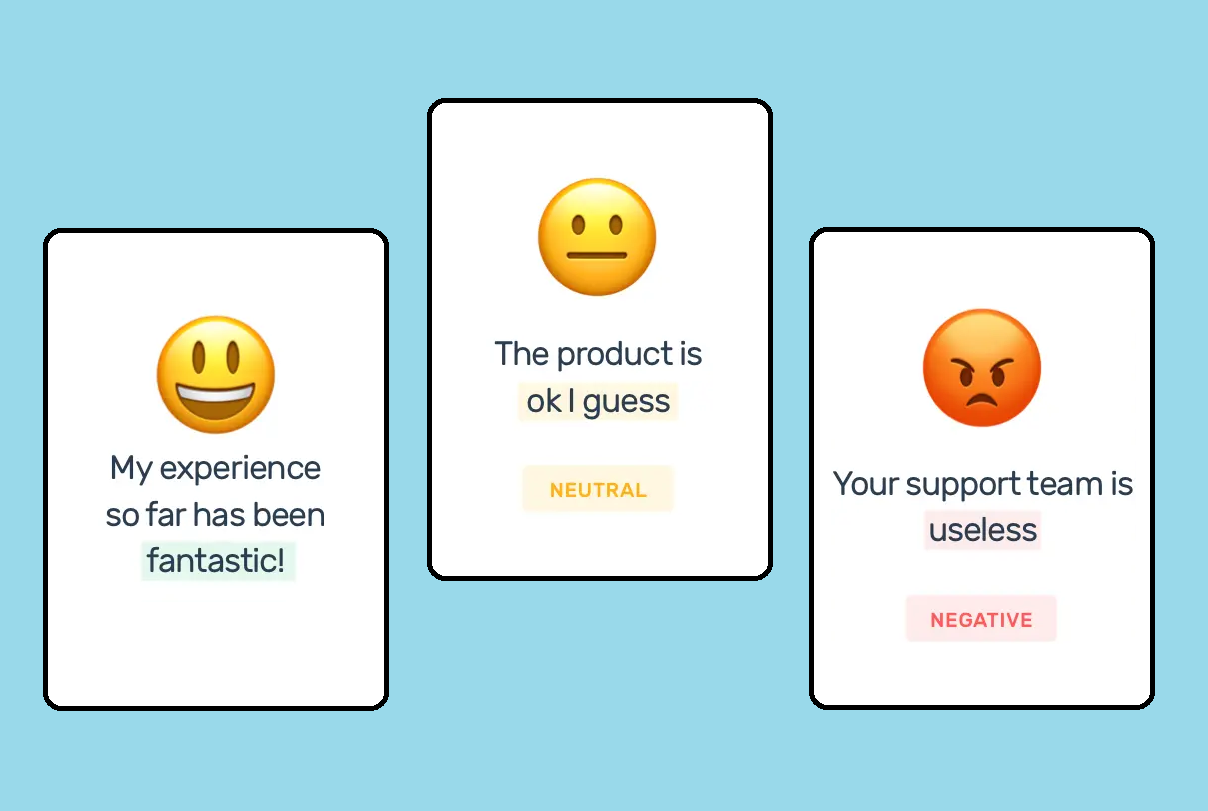 My experience
so far has been
fantastic!
The product is
ok I guess
NEUTRAL
Your support team is
useless
NEGATIVE